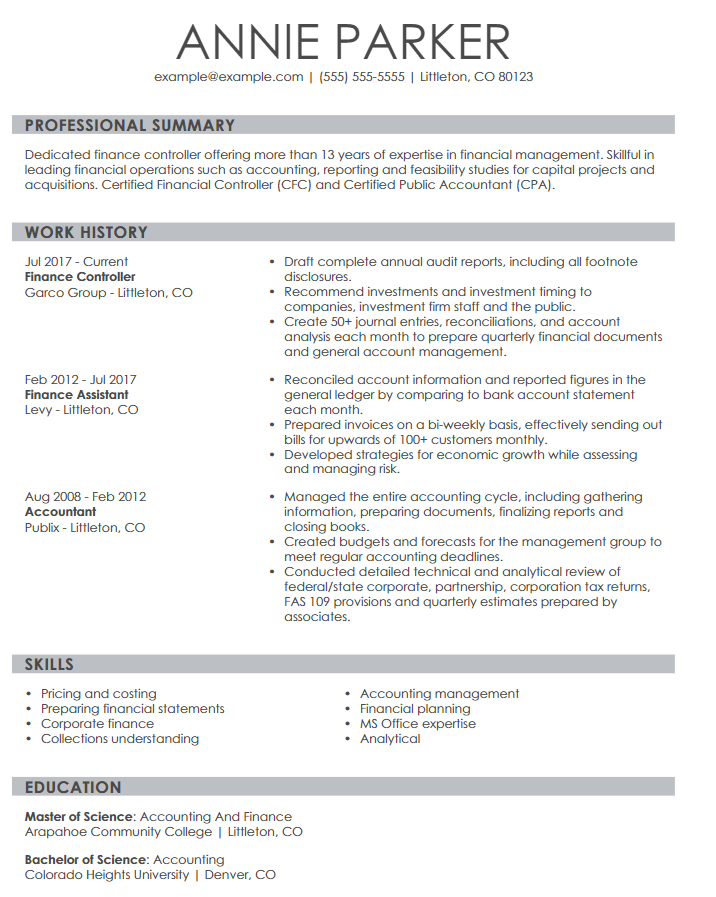 ANNIE PARKER
example@example.com | (555) 555-5555 | Littleton, CO 80123
PROFESSIONAL SUMMARY
Dedicated finance controller offering more than 13 years of expertise in financial management. Skillful in
leading financial operations such as accounting, reporting and feasibility studies for capital projects and
acquisitions. Certified Financial Controller (CFC) and Certified Public Accountant (CPA).
WORK HISTORY
Jul 2017 - Current
Finance Controller
Garco Group - Littleton, CO
• Draft complete annual audit reports, including all footnote
disclosures.
• Recommend investments and investment timing to
companies, investment firm staff and the public.
• Create 50+ journal entries, reconciliations, and account
analysis each month to prepare quarterly financial documents
and general account management.
Feb 2012 - Jul 2017
Finance Assistant
Levy - Littleton, CO
• Reconciled account information and reported figures in the
general ledger by comparing to bank account statement
each month.
• Prepared invoices on a bi-weekly basis, effectively sending out
bills for upwards of 100+ customers monthly.
• Developed strategies for economic growth while assessing
and managing risk.
Aug 2008 - Feb 2012
Accountant
Publix - Littleton, CO
• Managed the entire accounting cycle, including gathering
information, preparing documents, finalizing reports and
closing books.
• Created budgets and forecasts for the management group to
meet regular accounting deadlines.
• Conducted detailed technical and analytical review of
federal/state corporate, partnership, corporation tax returns,
FAS 109 provisions and quarterly estimates prepared by
associates.
SKILLS
• Pricing and costing
• Preparing financial statements
• Corporate finance
• Collections understanding
• Accounting management
• Financial planning
• MS Office expertise
• Analytical
EDUCATION
Master of Science: Accounting And Finance
Arapahoe Community College | Littleton, CO
Bachelor of Science: Accounting
Colorado Heights University | Denver, CO